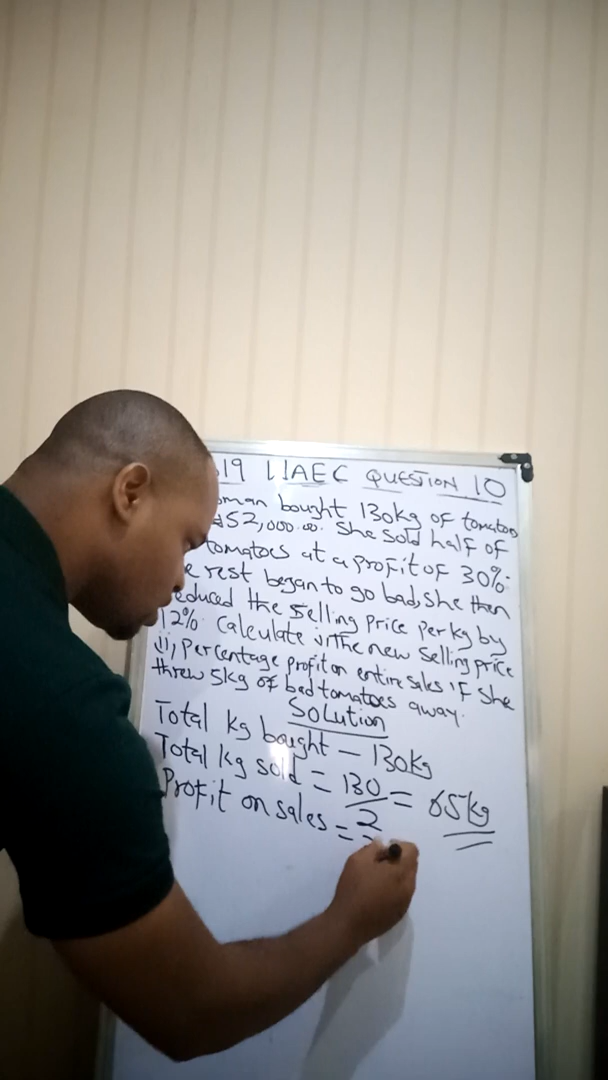 19 WAEC QUESTION 10
bought 130kg of tomatoes
₦52,000.00. She sold half of
tomatoes at a profit of 30%.
rest began to go bad, she then
the selling price per kg by
12%. Calculate i, The new selling price
ii, percentage profit on entire sales if she
threw 5kg of bad tomatoes away.
Solution
Total kg bought — 130kg
Total kg sold = 130/2 = 65kg
Profit on sales =